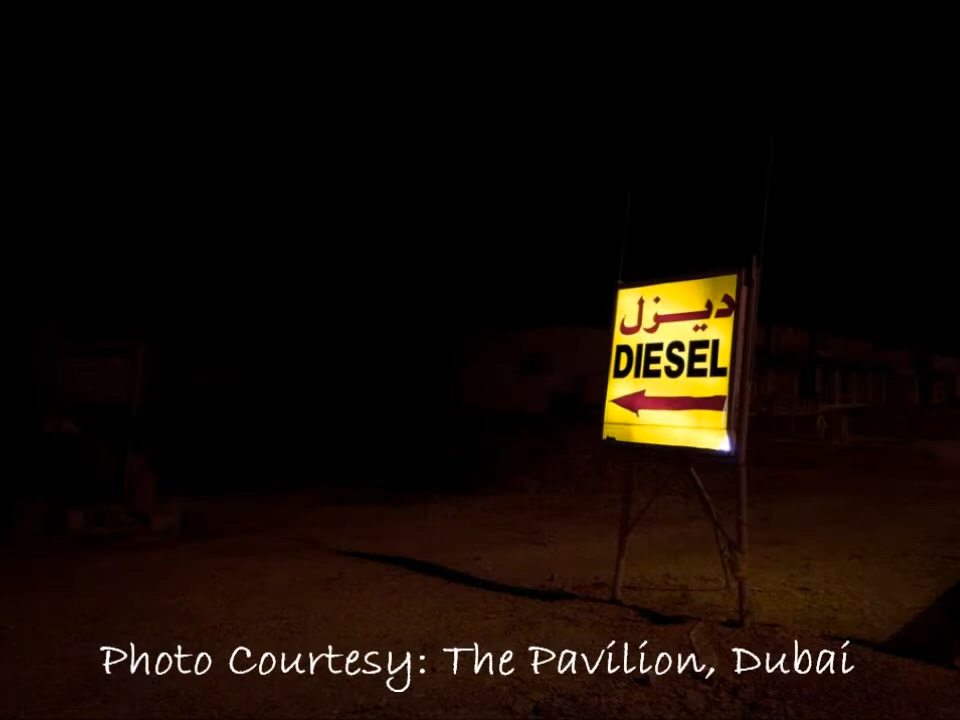 ديزل
DIESEL
Photo Courtesy: The Pavilion, Dubai